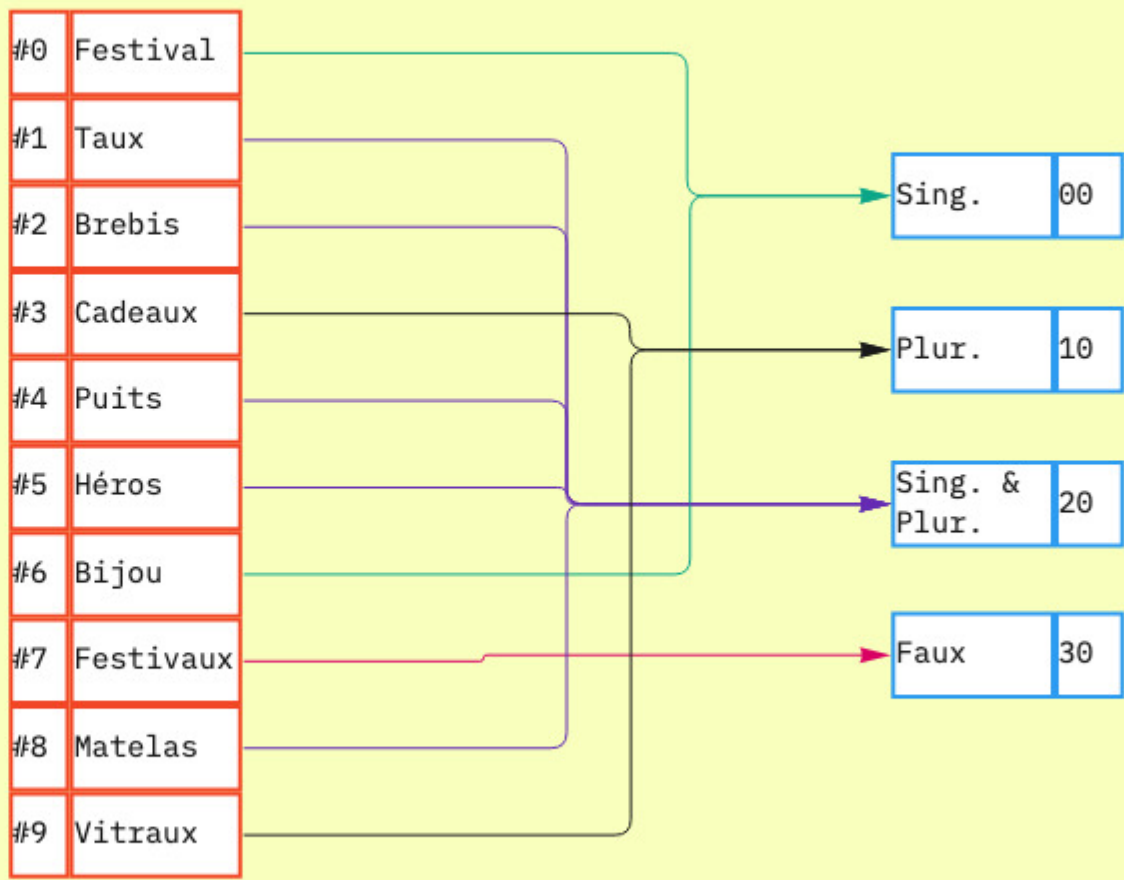 #0 Festival
#1 Taux
#2 Brebis
#3 Cadeaux
#4 Puits
#5 Héros
#6 Bijou
#7 Festivaux
#8 Matelas
#9 Vitraux
Sing. 00
Plur. 10
Sing. &
Plur. 20
Faux 30